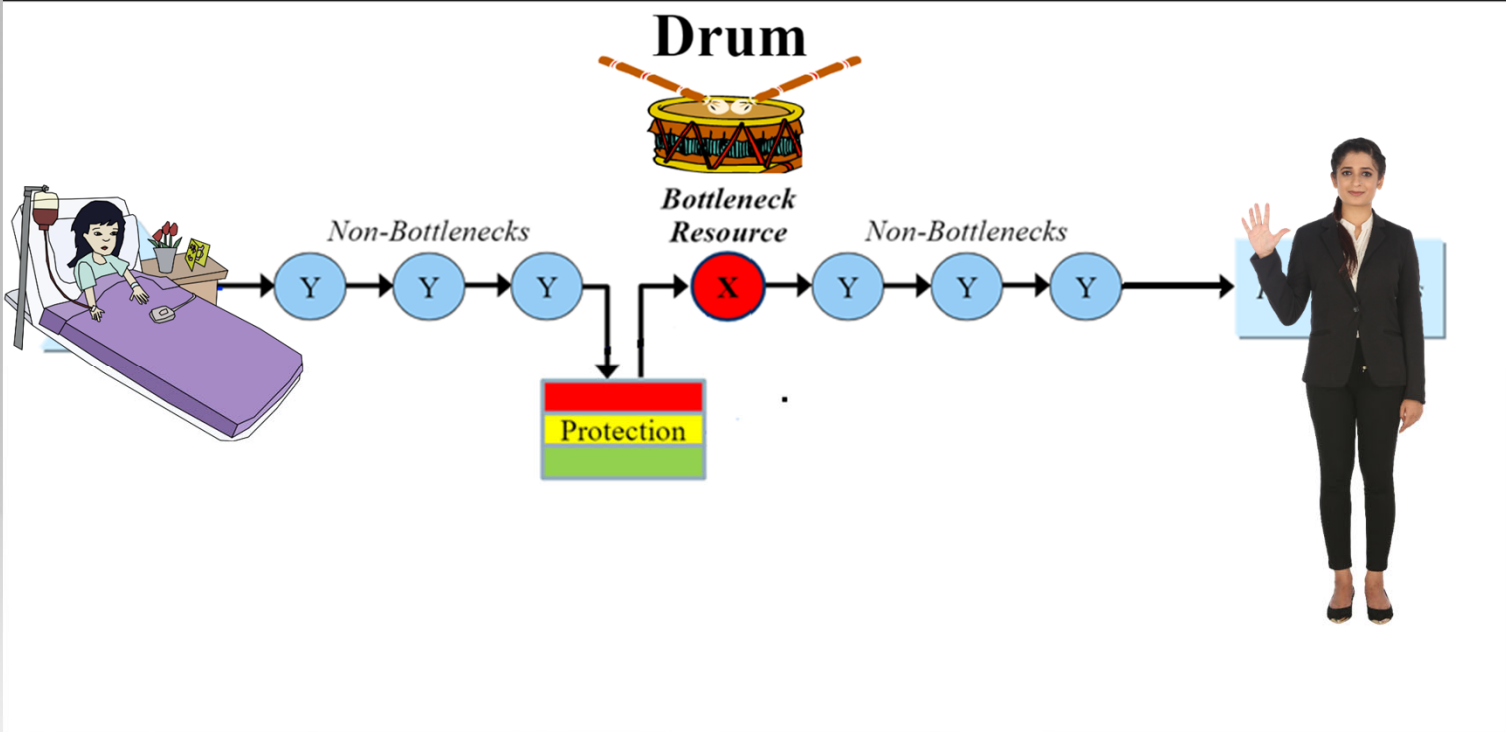 Drum
Bottleneck
Resource
Non-Bottlenecks
Non-Bottlenecks
Y
Y
Y
X
Y
Y
Y
Protection